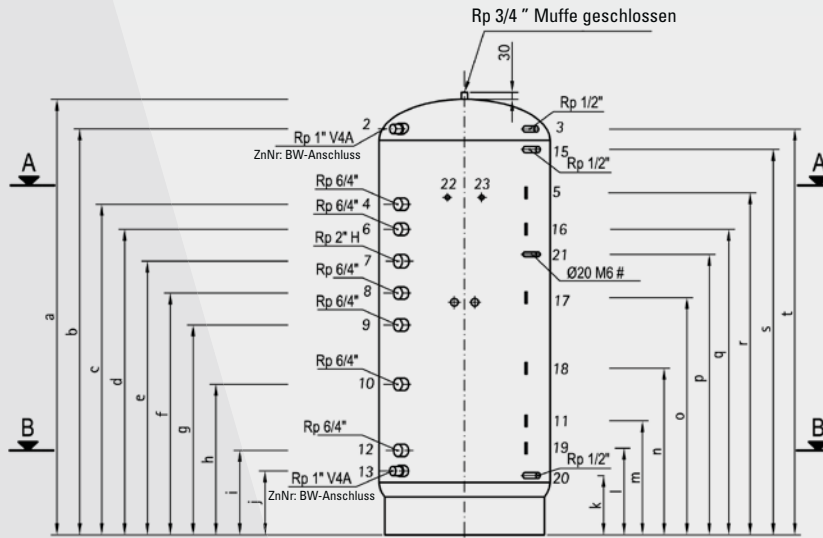 Rp 3/4 ” Muffe geschlossen
30
2
Rp 1" V4A
ZnNr: BW-Anschluss
Rp 1/2"
3
15
Rp 1/2"
A
A
Rp 6/4"
4
Rp 6/4"
6
22
23
5
16
Rp 2" H
7
21
Ø20 M6 #
Rp 6/4"
8
17
Rp 6/4"
9
Rp 6/4"
10
18
11
B
B
Rp 6/4"
12
19
Rp 1/2"
13
20
Rp 1" V4A
ZnNr: BW-Anschluss
a
b
c
d
e
f
g
h
i
j
k
l
m
n
o
p
q
r
s
t